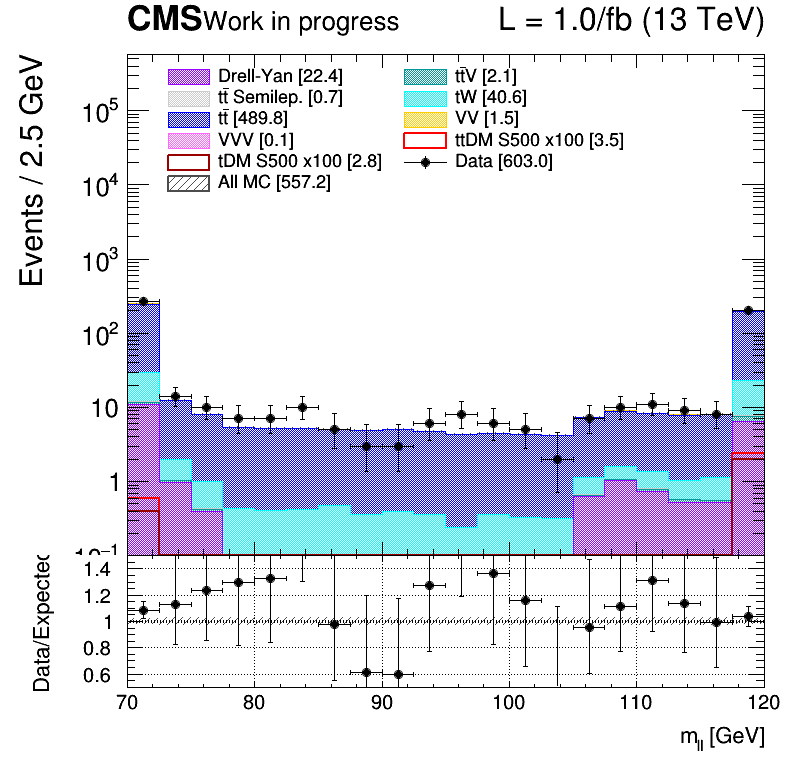 CMS Work in progress L = 1.0/fb (13 TeV)
Events / 2.5 GeV
Drell-Yan [22.4]
tt̄ Semilep. [0.7]
tt̄ [489.8]
VVV [0.1]
tDM S500 x100 [2.8]
All MC [557.2]
tt̄V [2.1]
tW [40.6]
VV [1.5]
ttDM S500 x100 [3.5]
Data [603.0]
10⁵
10⁴
10³
10²
10
1
10⁻¹
Data/Expected
1.4
1.2
1
0.8
0.6
70 80 90 100 110 120
m_ll [GeV]